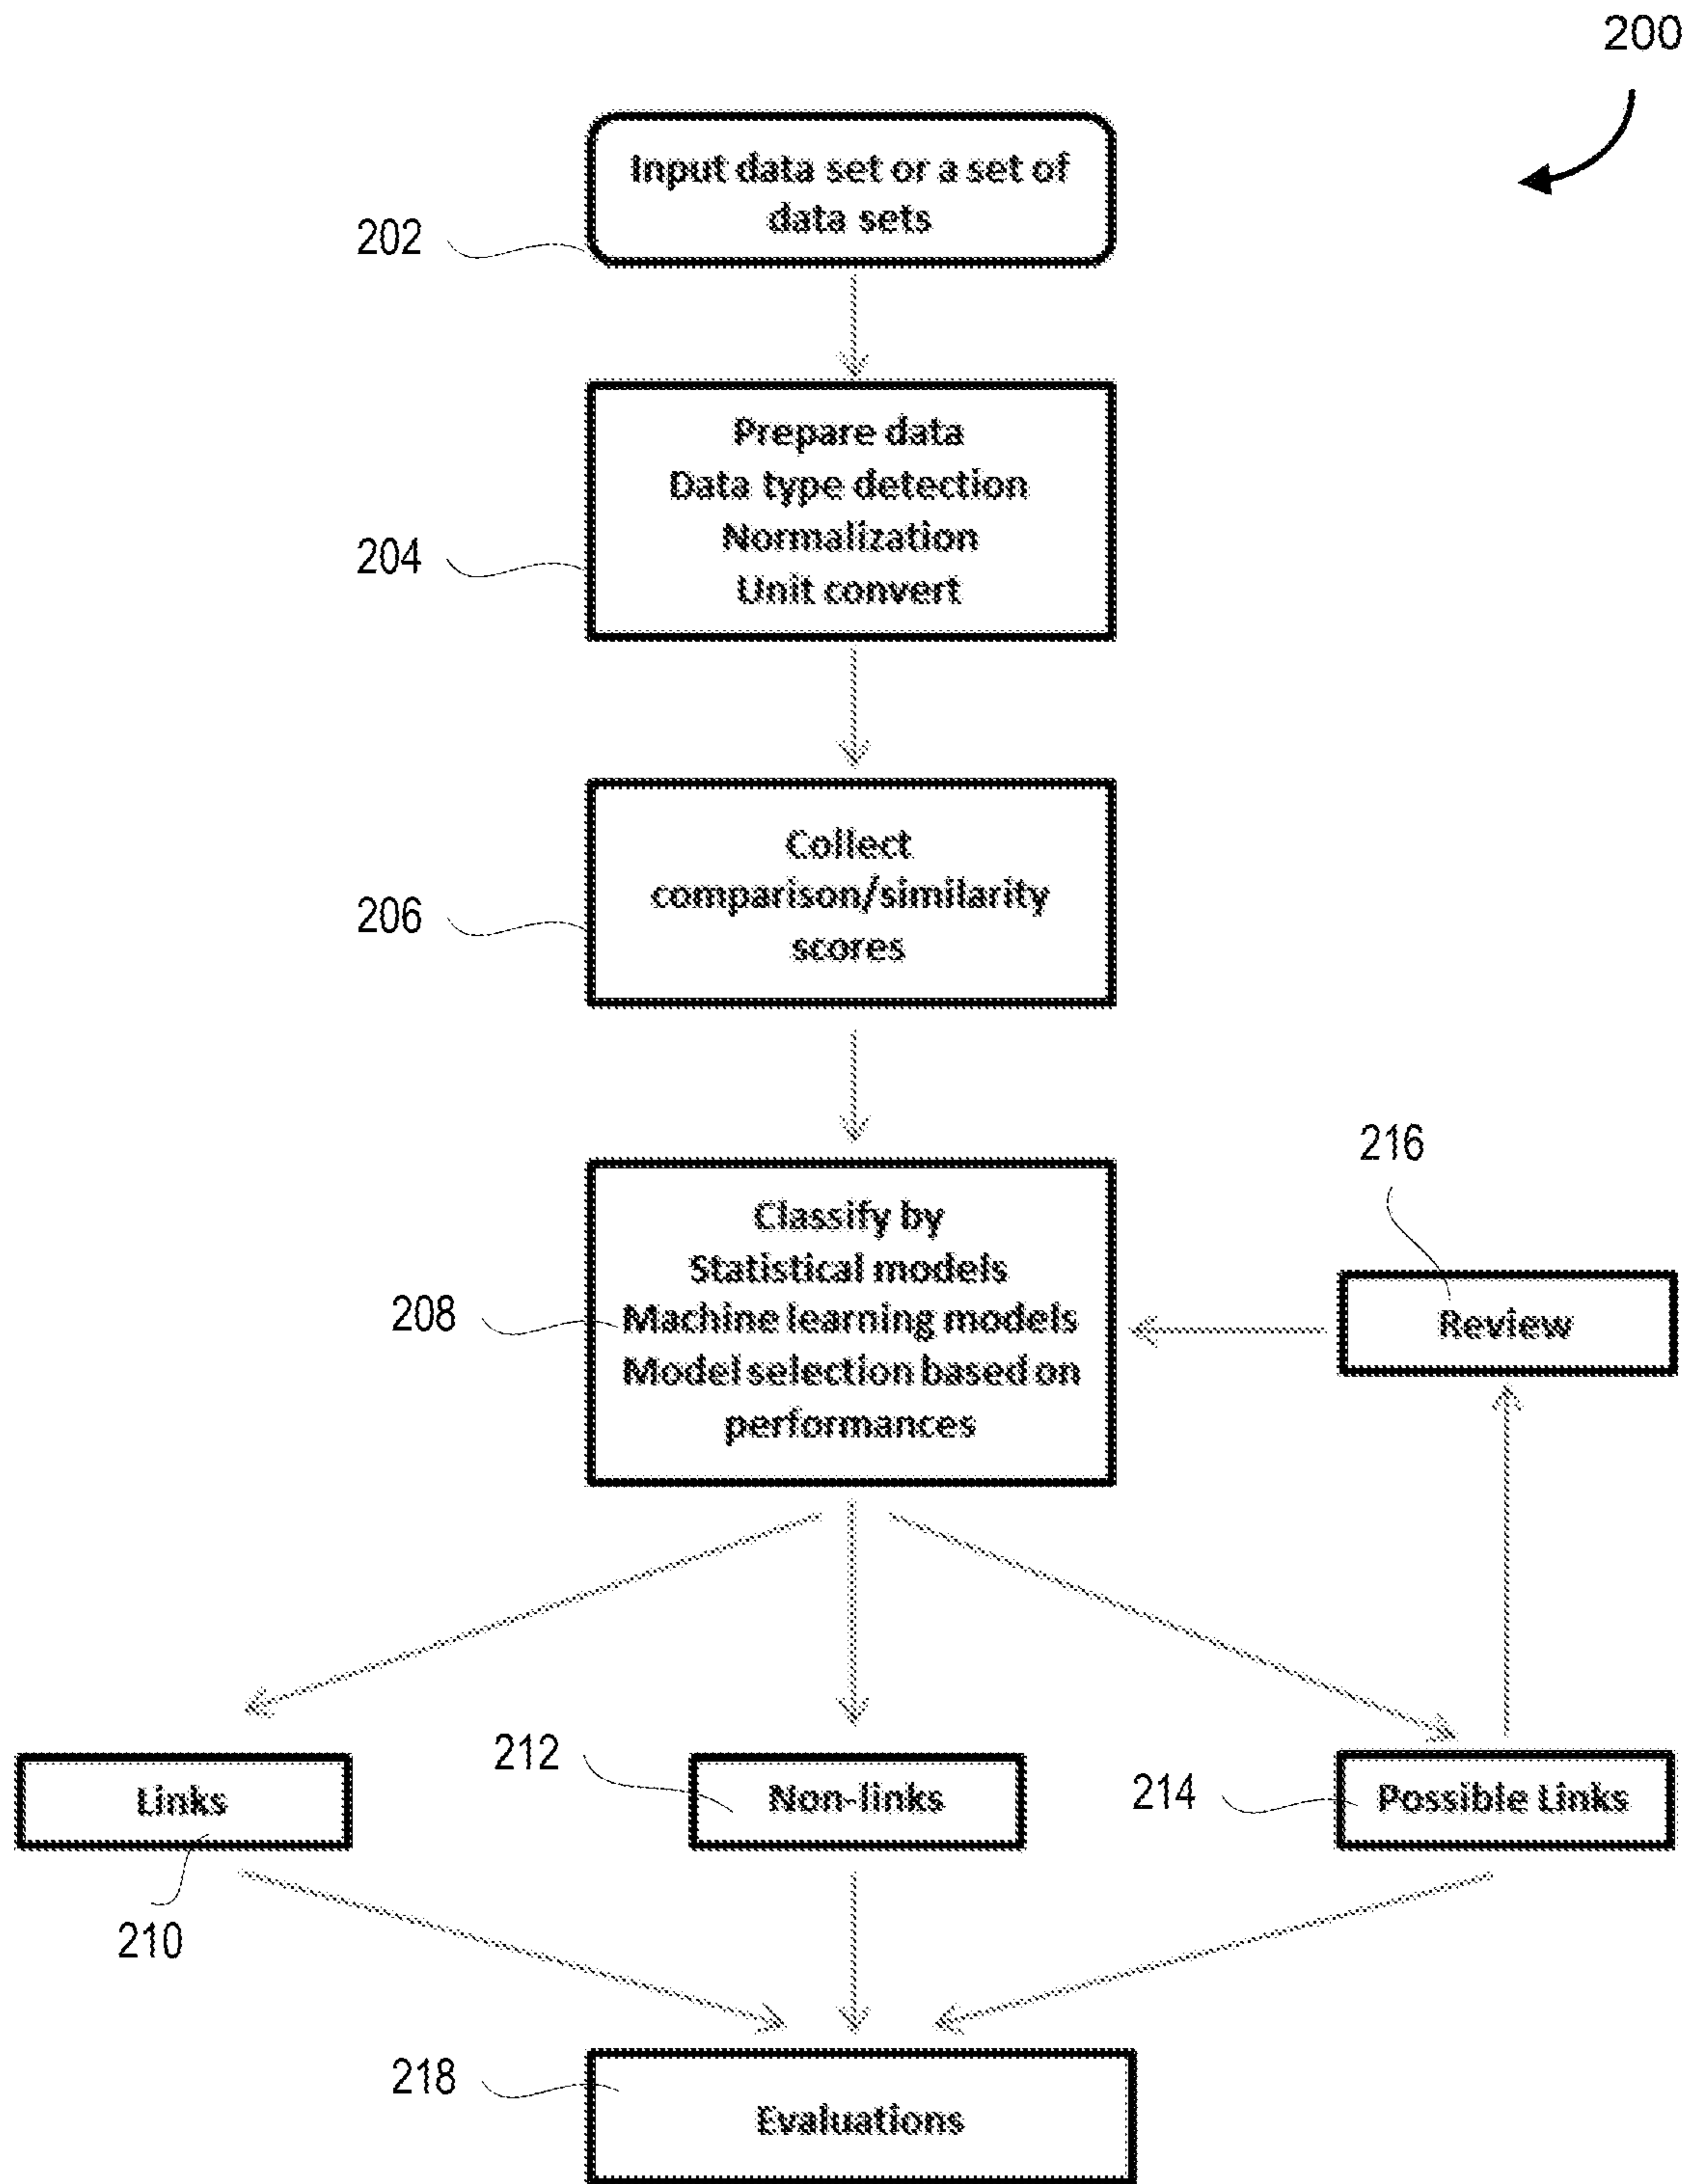 200
Input data set or a set of
data sets
202
Prepare data
Data type detection
Normalization
Unit convert
204
Collect
comparison/similarity
scores
206
216
Classify by
Statistical models
Machine learning models
Model selection based on
performances
208
Review
212
214
Links
Non-links
Possible Links
210
218
Evaluations